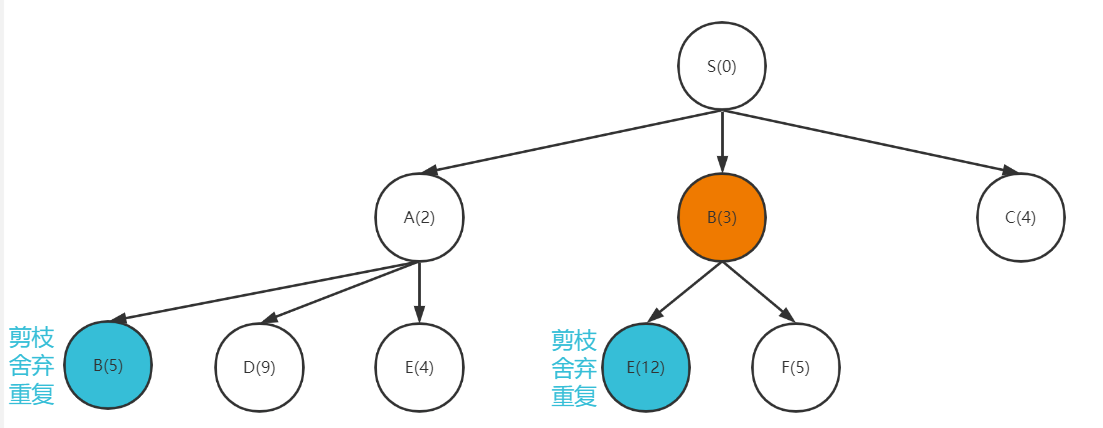 S(0)
A(2)
B(3)
C(4)
剪枝
舍弃
重复
B(5)
D(9)
E(4)
剪枝
舍弃
重复
E(12)
F(5)